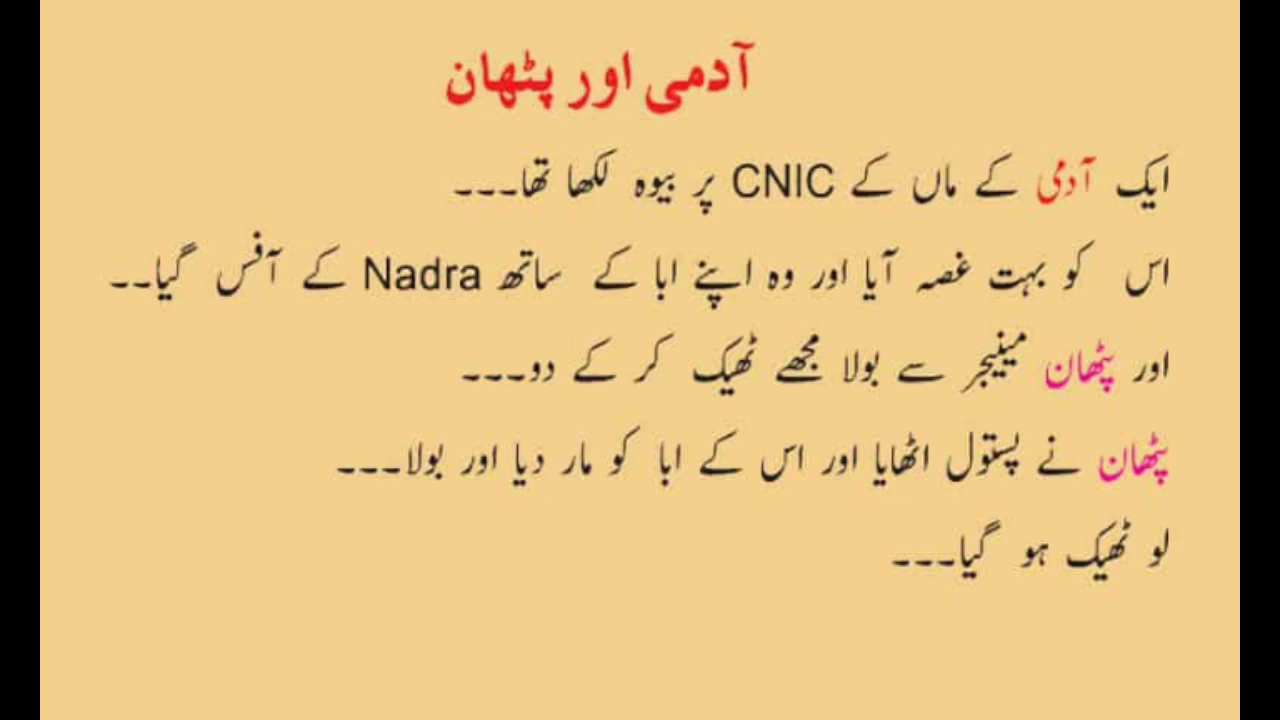 آدمی اور پٹھان
ایک آدمی کے ماں کے CNIC پر بیوہ لکھا تھا۔۔۔
اس کو بہت غصہ آیا اور وہ اپنے ابا کے ساتھ Nadra کے آفس گیا۔۔
اور پٹھان مینیجر سے بولا مجھے ٹھیک کر کے دو۔۔۔
پٹھان نے پستول اٹھایا اور اس کے ابا کو مار دیا اور بولا۔۔۔
لو ٹھیک ہو گیا۔۔۔